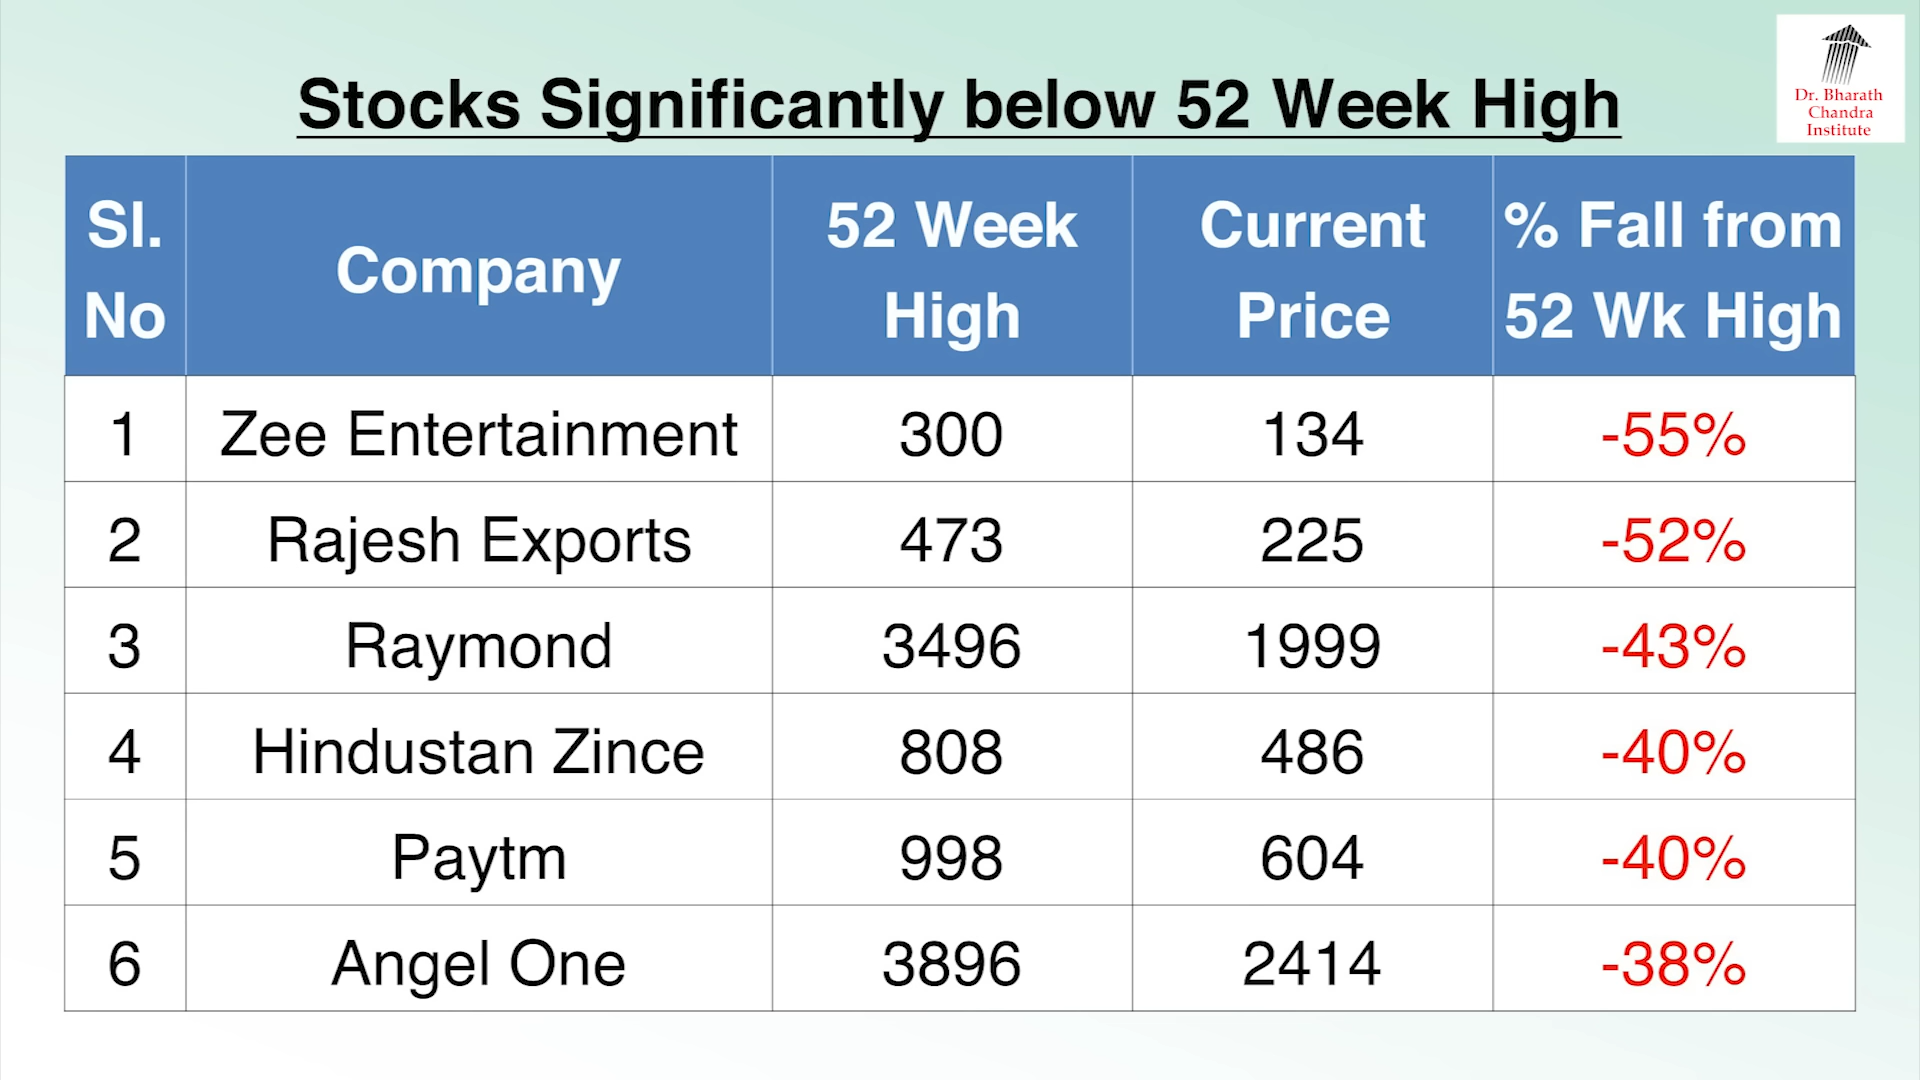 Stocks Significantly below 52 Week High
Dr. Bharath
Chandra
Institute
Sl. No Company 52 Week High Current Price % Fall from 52 Wk High
1 Zee Entertainment 300 134 -55%
2 Rajesh Exports 473 225 -52%
3 Raymond 3496 1999 -43%
4 Hindustan Zince 808 486 -40%
5 Paytm 998 604 -40%
6 Angel One 3896 2414 -38%